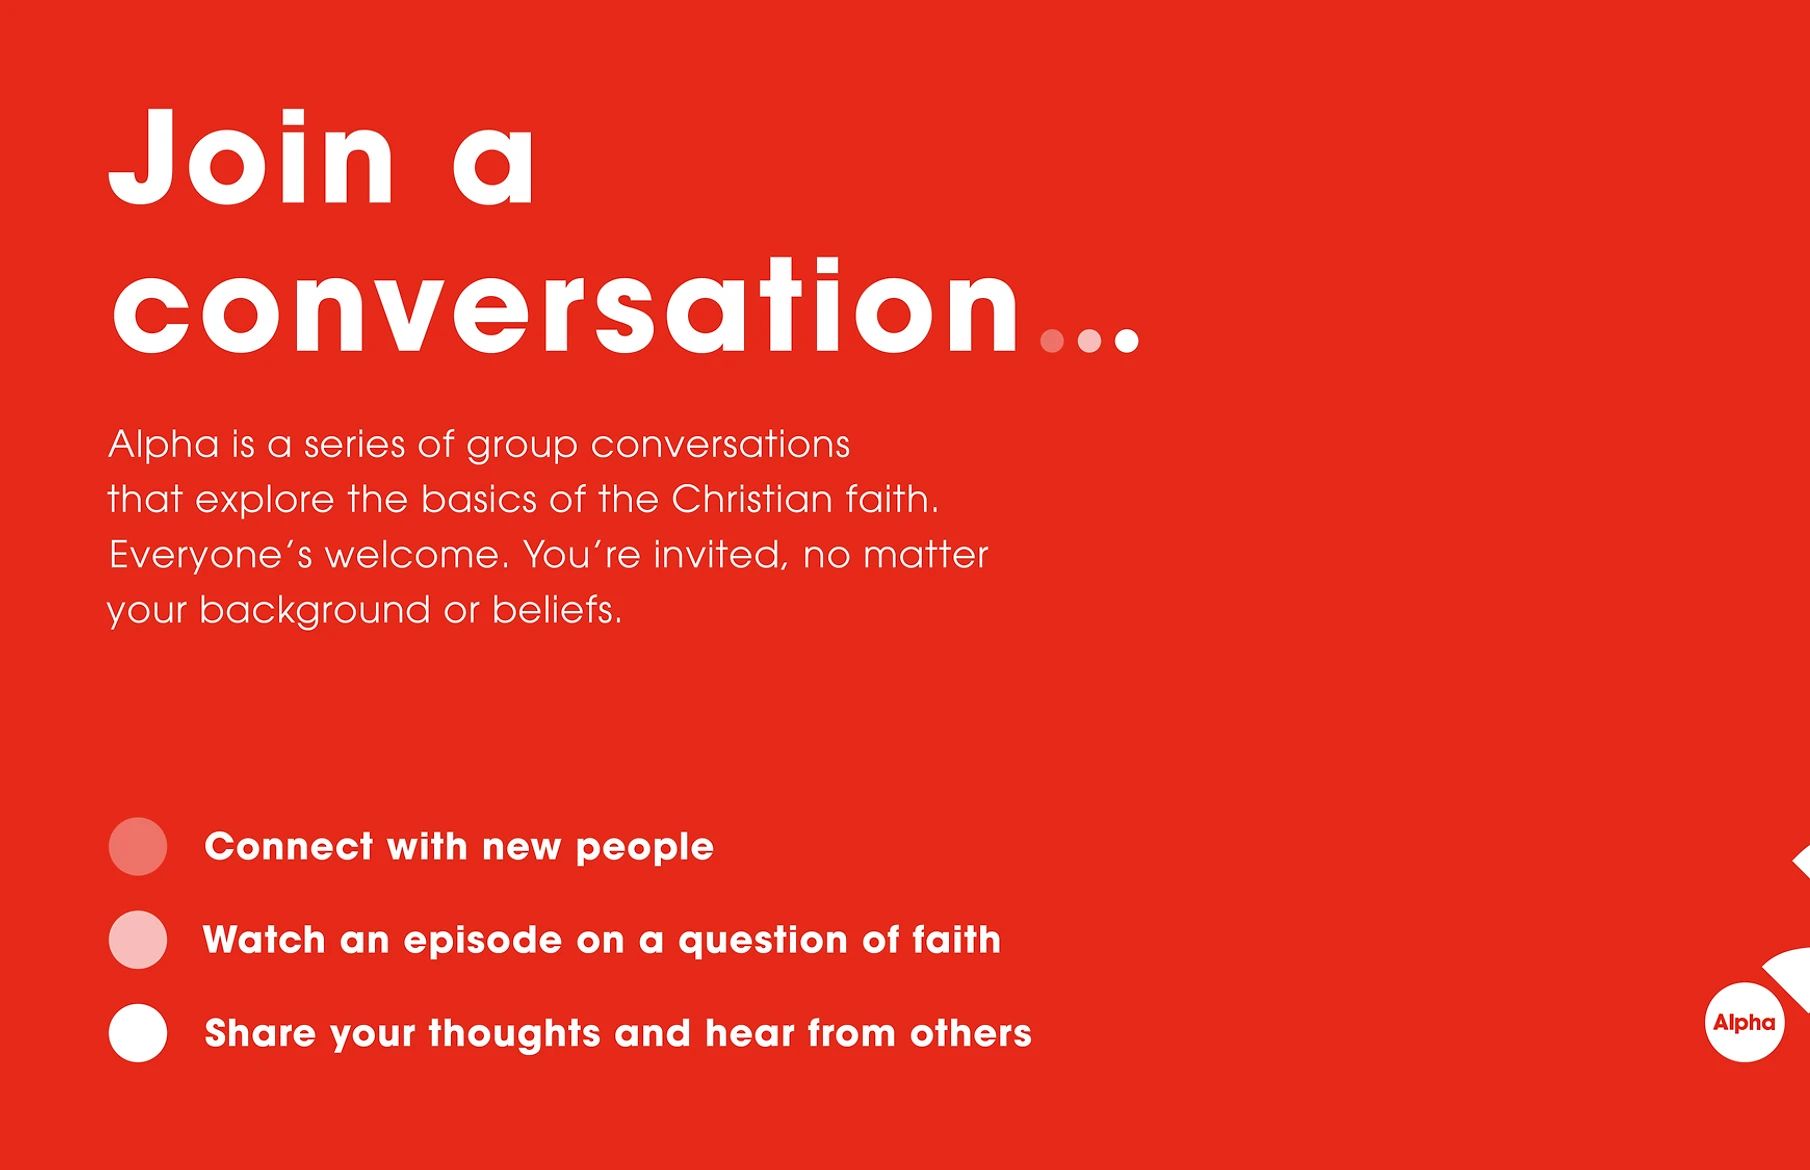 Join a
conversation...
Alpha is a series of group conversations
that explore the basics of the Christian faith.
Everyone’s welcome. You’re invited, no matter
your background or beliefs.
Connect with new people
Watch an episode on a question of faith
Share your thoughts and hear from others
Alpha